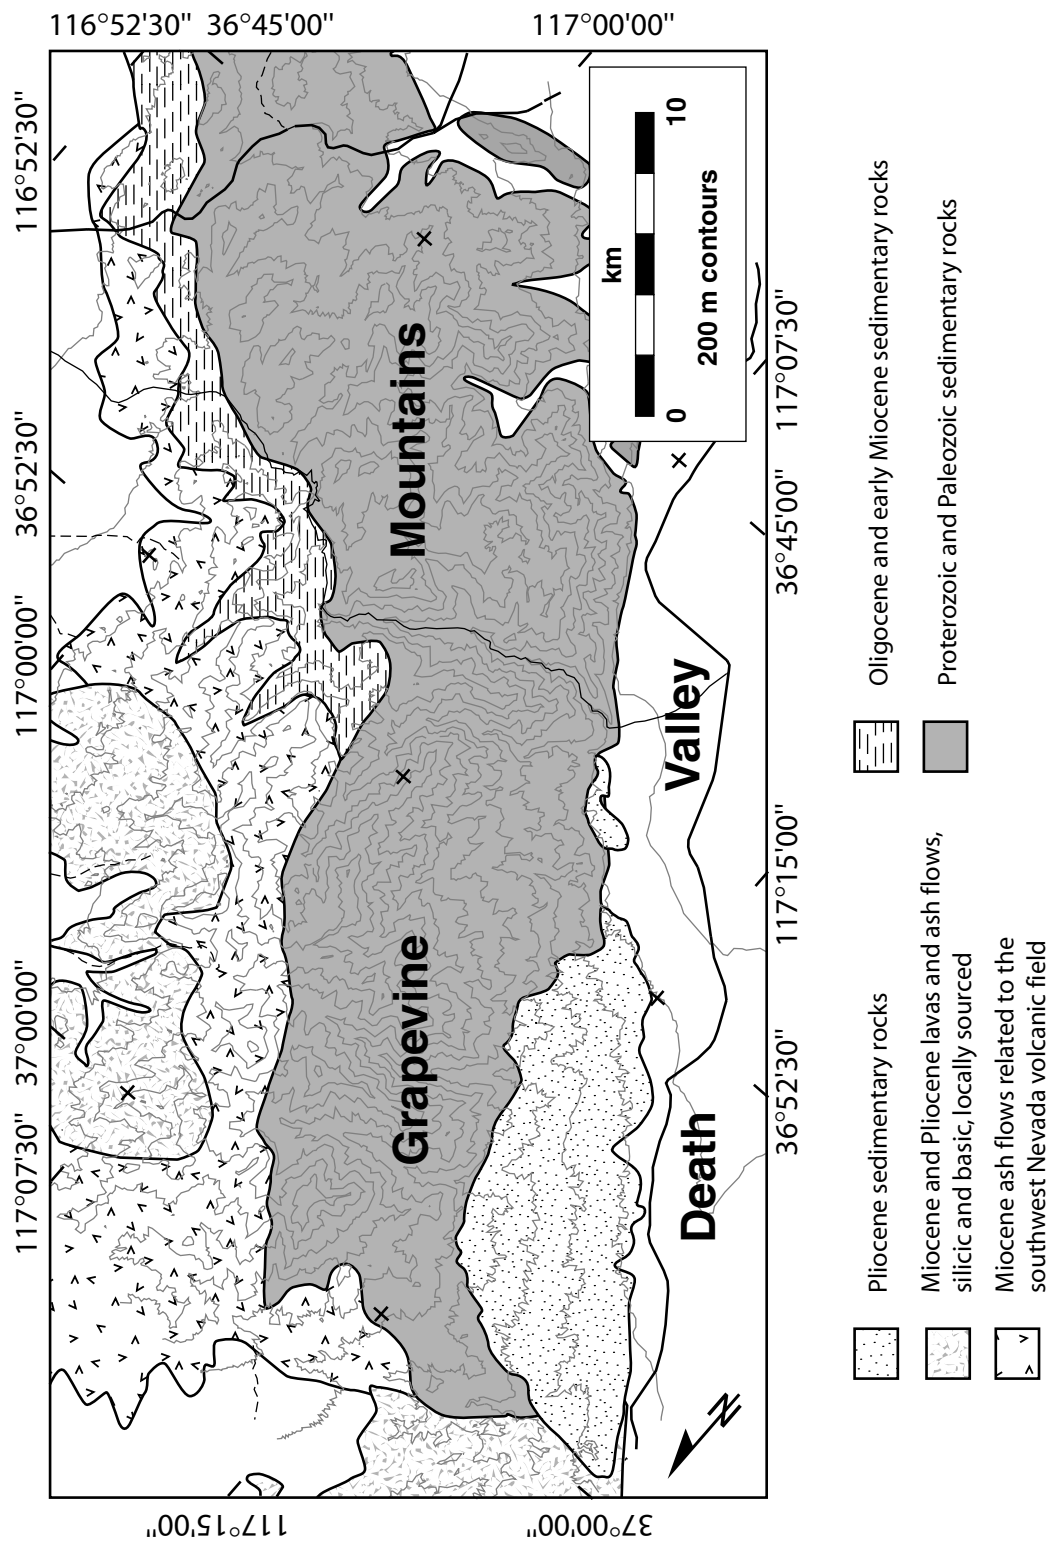 116°52'30"
36°45'00"
117°00'00"
116°52'30"
36°52'30"
117°00'00"
37°00'00"
117°07'30"
117°07'30"
36°45'00"
117°15'00"
36°52'30"
117°15'00"
37°00'00"
Grapevine
Mountains
Death
Valley
km
0
10
200 m contours
N
Pliocene sedimentary rocks
Miocene and Pliocene lavas and ash flows,
silicic and basic, locally sourced
Miocene ash flows related to the
southwest Nevada volcanic field
Oligocene and early Miocene sedimentary rocks
Proterozoic and Paleozoic sedimentary rocks